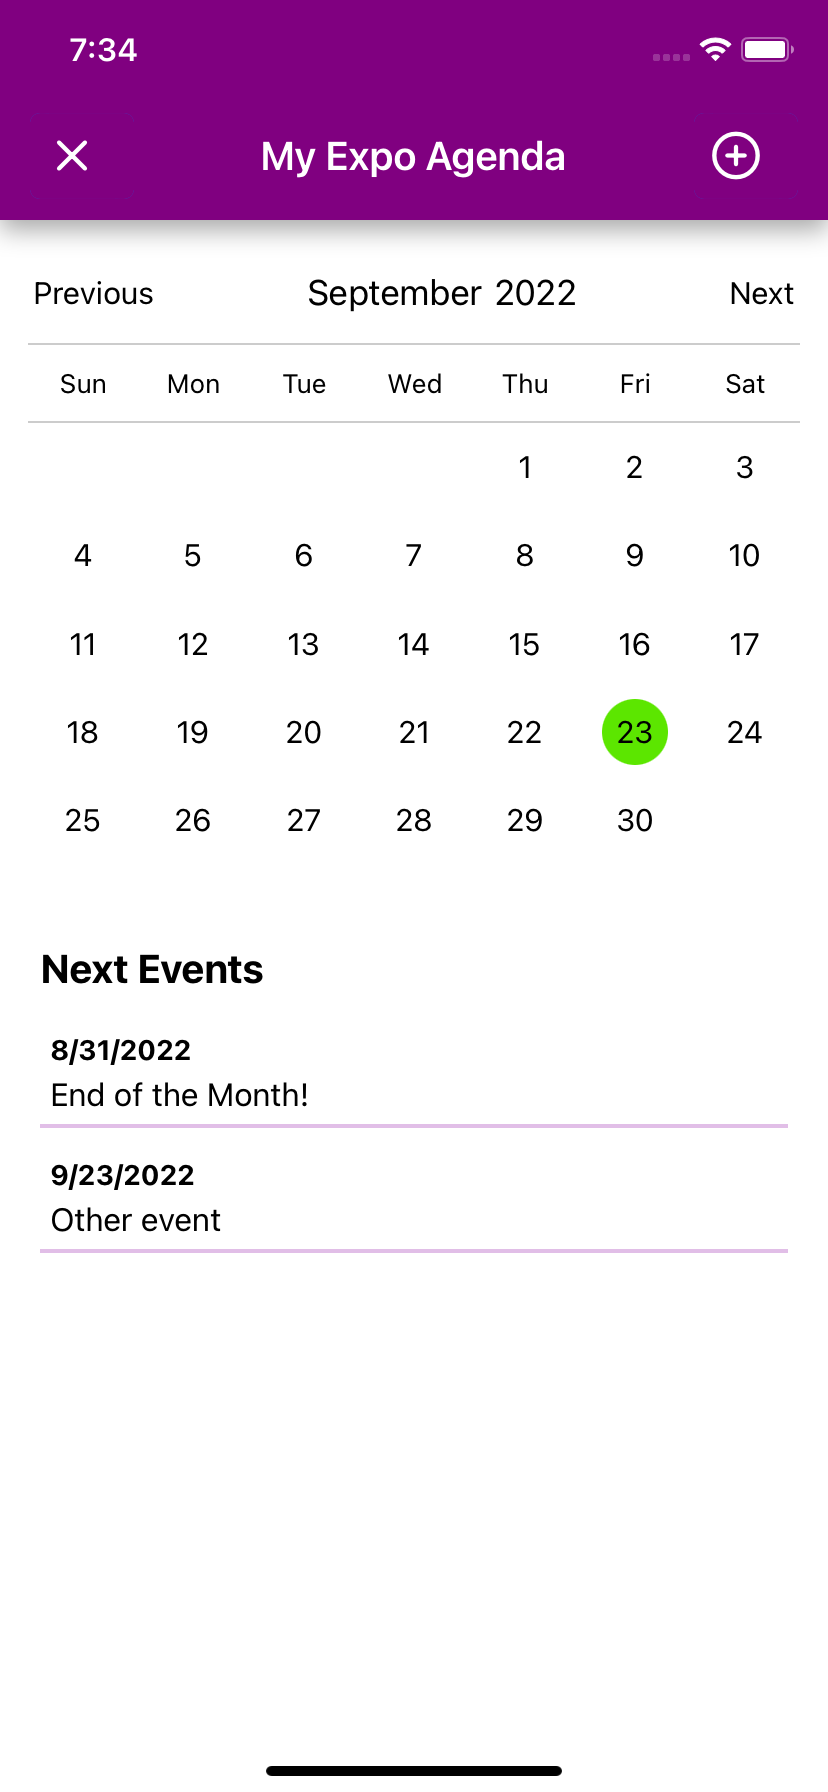 7:34
My Expo Agenda
Previous September 2022 Next
Sun Mon Tue Wed Thu Fri Sat
1 2 3
4 5 6 7 8 9 10
11 12 13 14 15 16 17
18 19 20 21 22 23 24
25 26 27 28 29 30
Next Events
8/31/2022
End of the Month!
9/23/2022
Other event